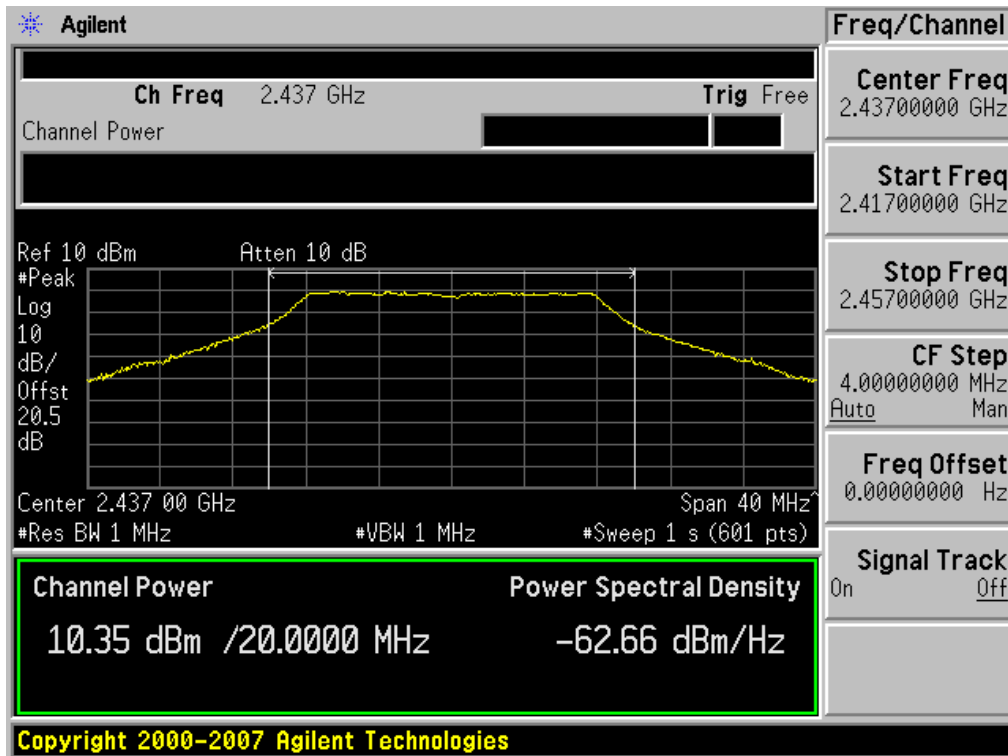 Agilent
Freq/Channel
Ch Freq 2.437 GHz Trig Free
Channel Power
Center Freq
2.43700000 GHz
Start Freq
2.41700000 GHz
Stop Freq
2.45700000 GHz
CF Step
4.00000000 MHz
Auto Man
Freq Offset
0.00000000 Hz
Signal Track
On Off
Ref 10 dBm Atten 10 dB
#Peak
Log
10
dB/
Offst
20.5
dB
Center 2.437 00 GHz Span 40 MHz^
#Res BW 1 MHz #VBW 1 MHz #Sweep 1 s (601 pts)
Channel Power Power Spectral Density
10.35 dBm /20.0000 MHz -62.66 dBm/Hz
Copyright 2000-2007 Agilent Technologies